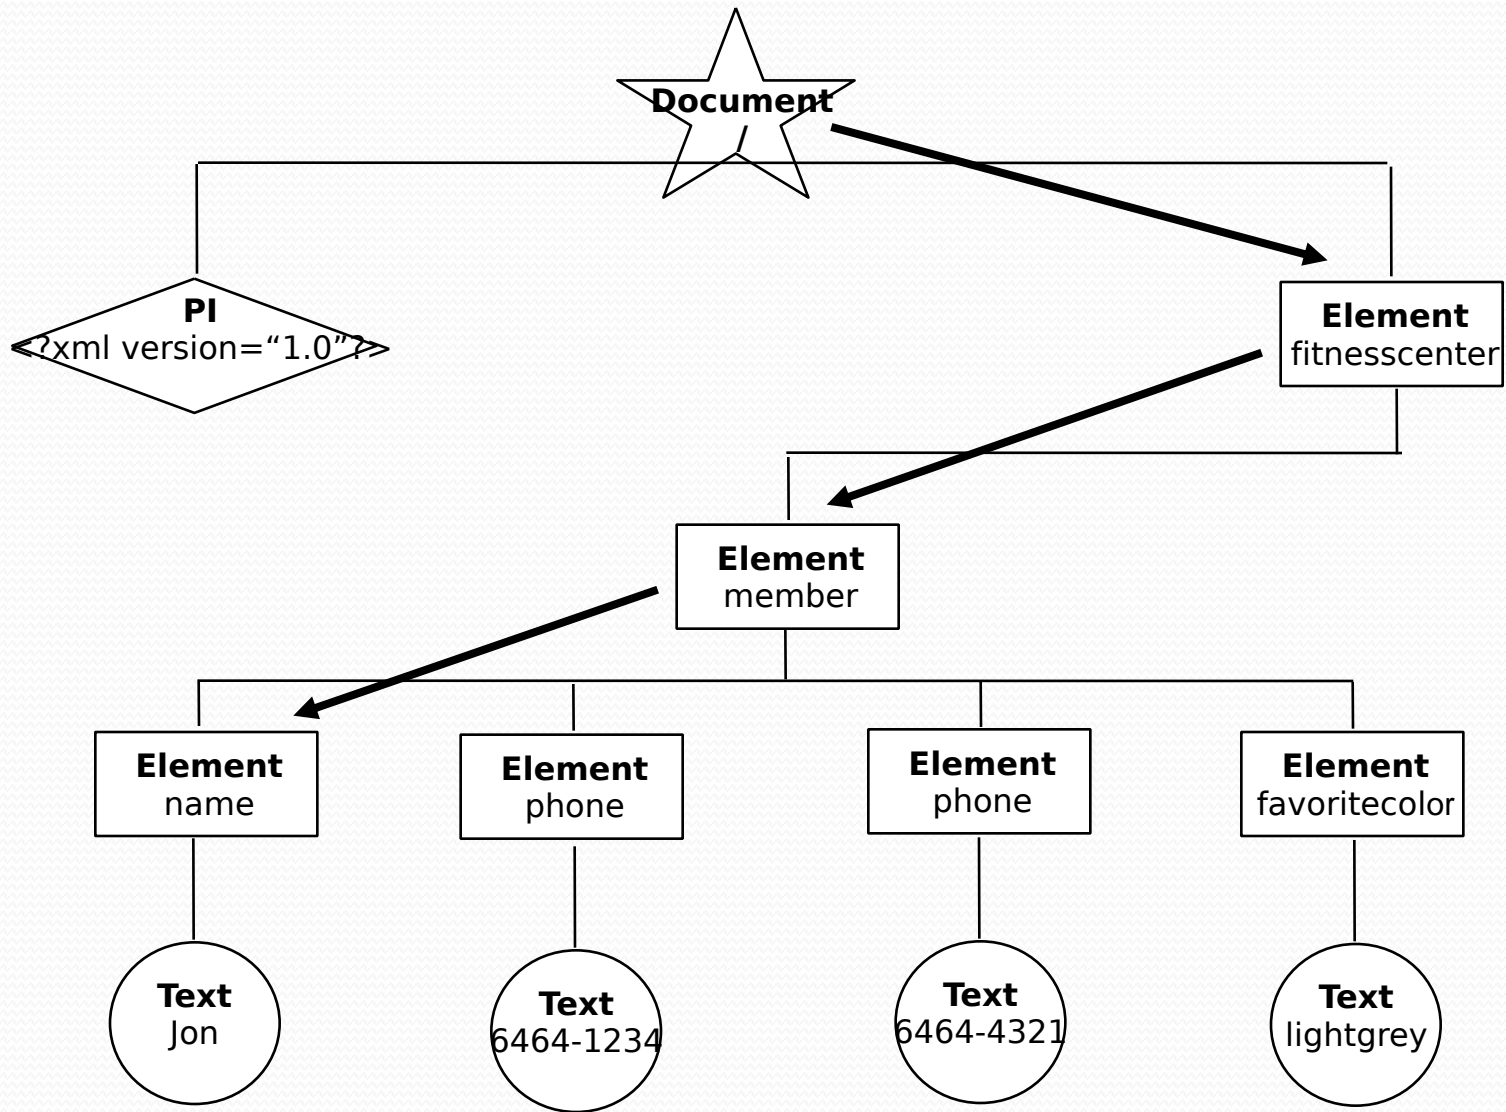 Document
/
PI
<?xml version=“1.0”?>
Element
fitnesscenter
Element
member
Element
name
Element
phone
Element
phone
Element
favoritecolor
Text
Jon
Text
6464-1234
Text
6464-4321
Text
lightgrey